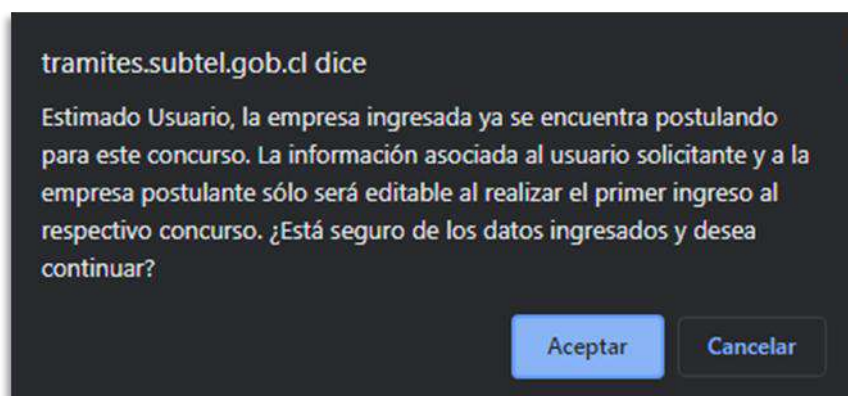 tramites.subtel.gob.cl dice
Estimado Usuario, la empresa ingresada ya se encuentra postulando
para este concurso. La información asociada al usuario solicitante y a la
empresa postulante sólo será editable al realizar el primer ingreso al
respectivo concurso. ¿Está seguro de los datos ingresados y desea
continuar?
Aceptar
Cancelar